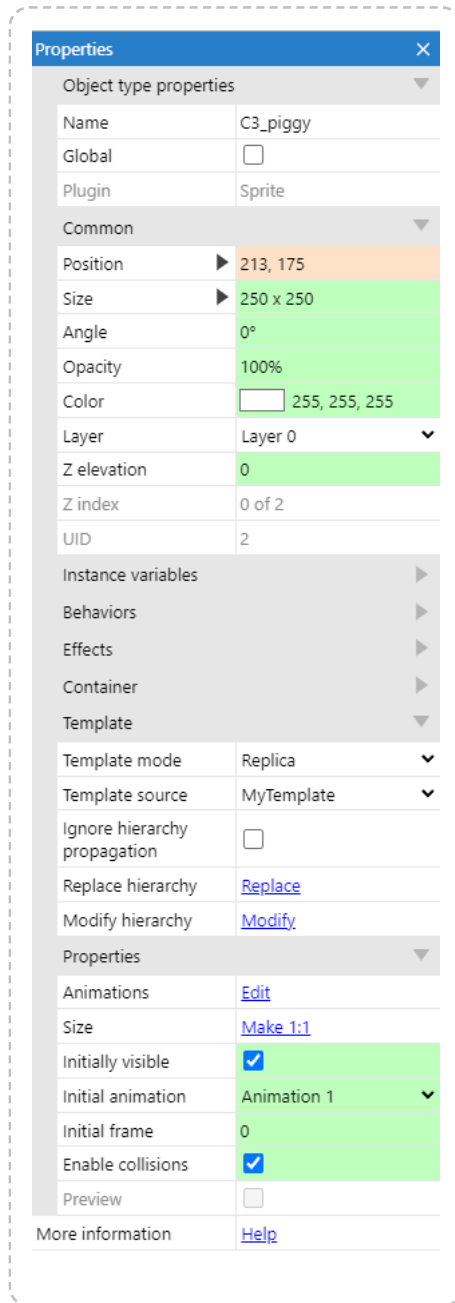 Properties
Object type properties
Name C3_piggy
Global
Plugin Sprite
Common
Position 213, 175
Size 250 x 250
Angle 0°
Opacity 100%
Color 255, 255, 255
Layer Layer 0
Z elevation 0
Z index 0 of 2
UID 2
Instance variables
Behaviors
Effects
Container
Template
Template mode Replica
Template source MyTemplate
Ignore hierarchy
propagation
Replace hierarchy Replace
Modify hierarchy Modify
Properties
Animations Edit
Size Make 1:1
Initially visible
Initial animation Animation 1
Initial frame 0
Enable collisions
Preview
More information Help